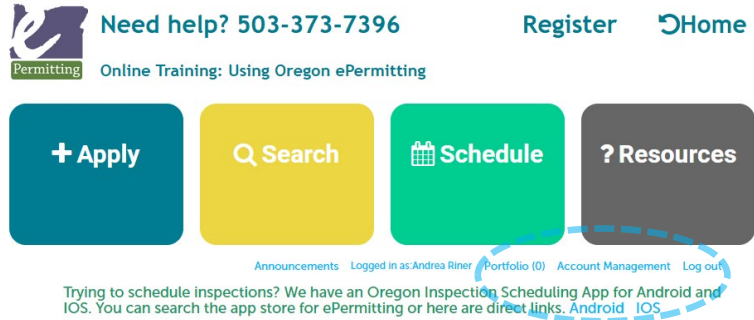 Need help? 503-373-7396 Register Home
Permitting
Online Training: Using Oregon ePermitting
+ Apply Search Schedule ? Resources
Announcements Logged in as:Andrea Riner Portfolio (0) Account Management Log out
Trying to schedule inspections? We have an Oregon Inspection Scheduling App for Android and
IOS. You can search the app store for ePermitting or here are direct links. Android IOS